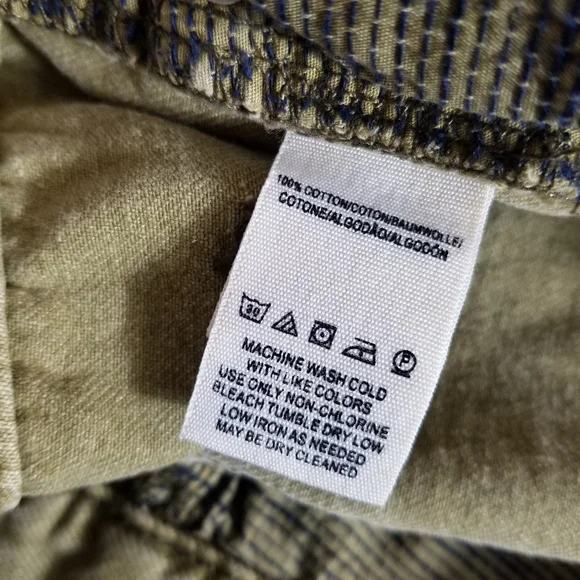 100% COTTON/COTON/BAUMWOLLE/
COTONE/ALGODÃO/ALGODÓN
30
P
MACHINE WASH COLD
WITH LIKE COLORS
USE ONLY NON-CHLORINE
BLEACH TUMBLE DRY LOW
LOW IRON AS NEEDED
MAY BE DRY CLEANED